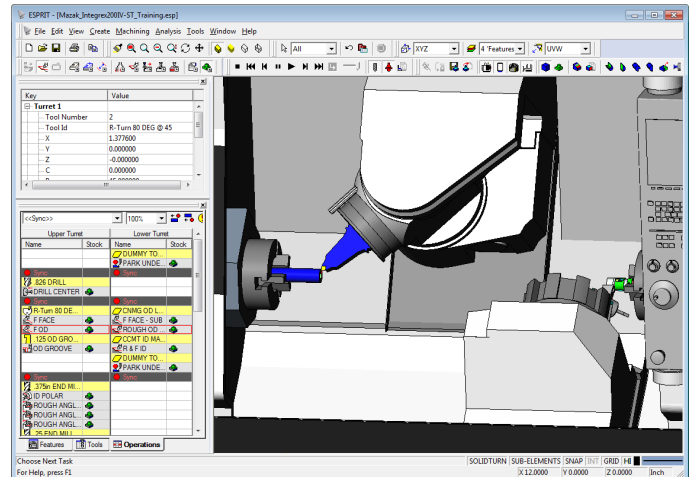 ESPRIT - [Mazak_Integrex200IV-ST_Training.esp]
File Edit View Create Machining Analysis Tools Window Help
All XYZ 4 'Features UVW
Key Value
Turret 1
Tool Number 2
Tool Id R-Turn 80 DEG @ 45
X 1.377600
Y 0.000000
Z -0.000000
C 0.000000
<<Sync>> 100%
Upper Turret Lower Turret
Name Stock Name Stock
DUMMY TO...
PARK UNDE...
Sync Sync
.826 DRILL
DRILL CENTER
Sync Sync
R-Turn 80 DE... CNMG OD L...
F FACE F FACE - SUB
F OD ROUGH OD ...
.125 OD GRO... CCMT ID MA...
OD GROOVE R & F ID
DUMMY TO...
PARK UNDE...
Sync Sync
.375in END MI...
ID POLAR
ROUGH ANGL...
ROUGH ANGL...
ROUGH ANGL...
.25 END MILL
Features Tools Operations
Choose Next Task SOLIDTURN SUB-ELEMENTS SNAP INT GRID HI
For Help, press F1 X 12.0000 Y 0.0000 Z 0.0000 Inch